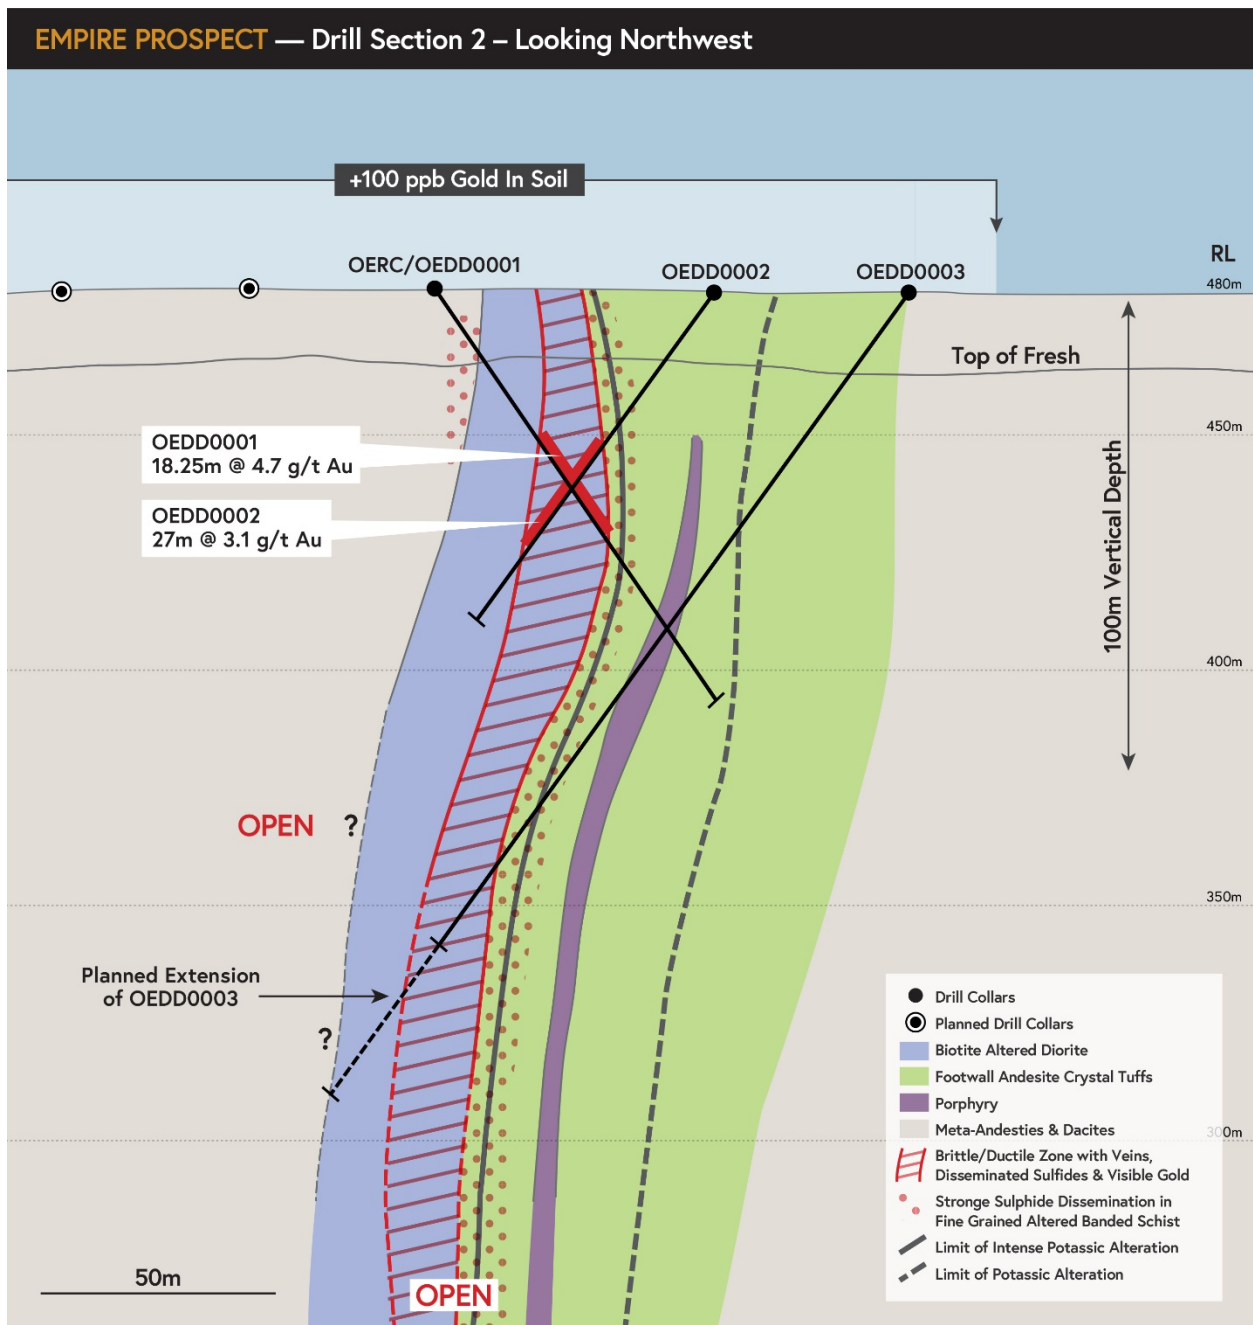 EMPIRE PROSPECT — Drill Section 2 – Looking Northwest
+100 ppb Gold In Soil
RL
OERC/OEDD0001
OEDD0002
OEDD0003
480m
Top of Fresh
450m
OEDD0001
18.25m @ 4.7 g/t Au
OEDD0002
27m @ 3.1 g/t Au
100m Vertical Depth
400m
OPEN ?
350m
Planned Extension
of OEDD0003
?
300m
Drill Collars
Planned Drill Collars
Biotite Altered Diorite
Footwall Andesite Crystal Tuffs
Porphyry
Meta-Andesties & Dacites
Brittle/Ductile Zone with Veins,
Disseminated Sulfides & Visible Gold
Stronge Sulphide Dissemination in
Fine Grained Altered Banded Schist
Limit of Intense Potassic Alteration
Limit of Potassic Alteration
50m
OPEN